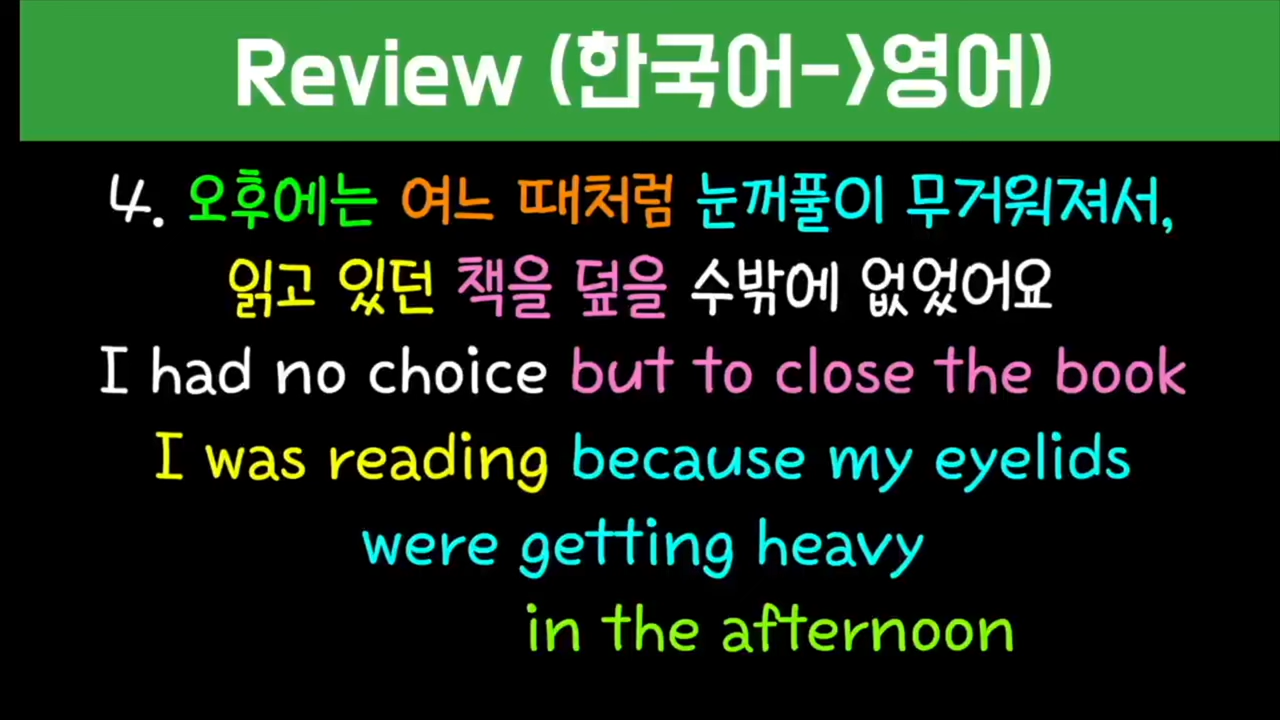 Review (한국어->영어)
4. 오후에는 여느 때처럼 눈꺼풀이 무거워져서,
읽고 있던 책을 덮을 수밖에 없었어요
I had no choice but to close the book
I was reading because my eyelids
were getting heavy
in the afternoon